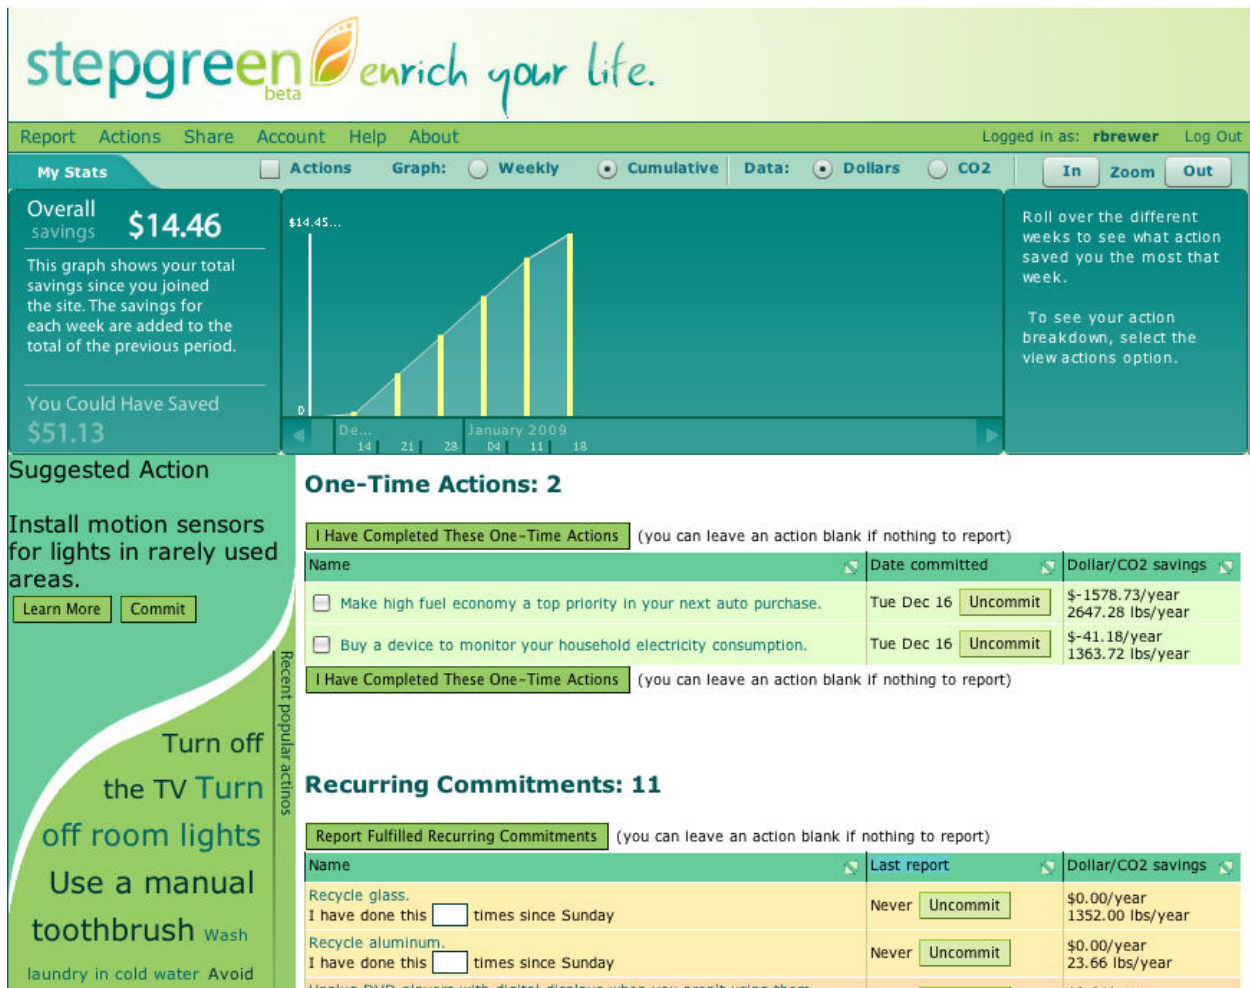 stepgreen beta enrich your life.
Report Actions Share Account Help About Logged in as: rbrewer Log Out
My Stats Actions Graph: Weekly Cumulative Data: Dollars CO2 In Zoom Out
Overall
savings $14.46
This graph shows your total
savings since you joined
the site. The savings for
each week are added to the
total of the previous period.
You Could Have Saved
$51.13
$14.45...
De... January 2009
14 21 28 04 11 18
Roll over the different
weeks to see what action
saved you the most that
week.
To see your action
breakdown, select the
view actions option.
Suggested Action
Install motion sensors
for lights in rarely used
areas.
Learn More Commit
Recent popular actinos
Turn off
the TV Turn
off room lights
Use a manual
toothbrush Wash
laundry in cold water Avoid
One-Time Actions: 2
I Have Completed These One-Time Actions (you can leave an action blank if nothing to report)
Name Date committed Dollar/CO2 savings
Make high fuel economy a top priority in your next auto purchase. Tue Dec 16 Uncommit $-1578.73/year
2647.28 lbs/year
Buy a device to monitor your household electricity consumption. Tue Dec 16 Uncommit $-41.18/year
1363.72 lbs/year
I Have Completed These One-Time Actions (you can leave an action blank if nothing to report)
Recurring Commitments: 11
Report Fulfilled Recurring Commitments (you can leave an action blank if nothing to report)
Name Last report Dollar/CO2 savings
Recycle glass.
I have done this times since Sunday Never Uncommit $0.00/year
1352.00 lbs/year
Recycle aluminum.
I have done this times since Sunday Never Uncommit $0.00/year
23.66 lbs/year
Unplug DVD players with digital displays when you aren't using them